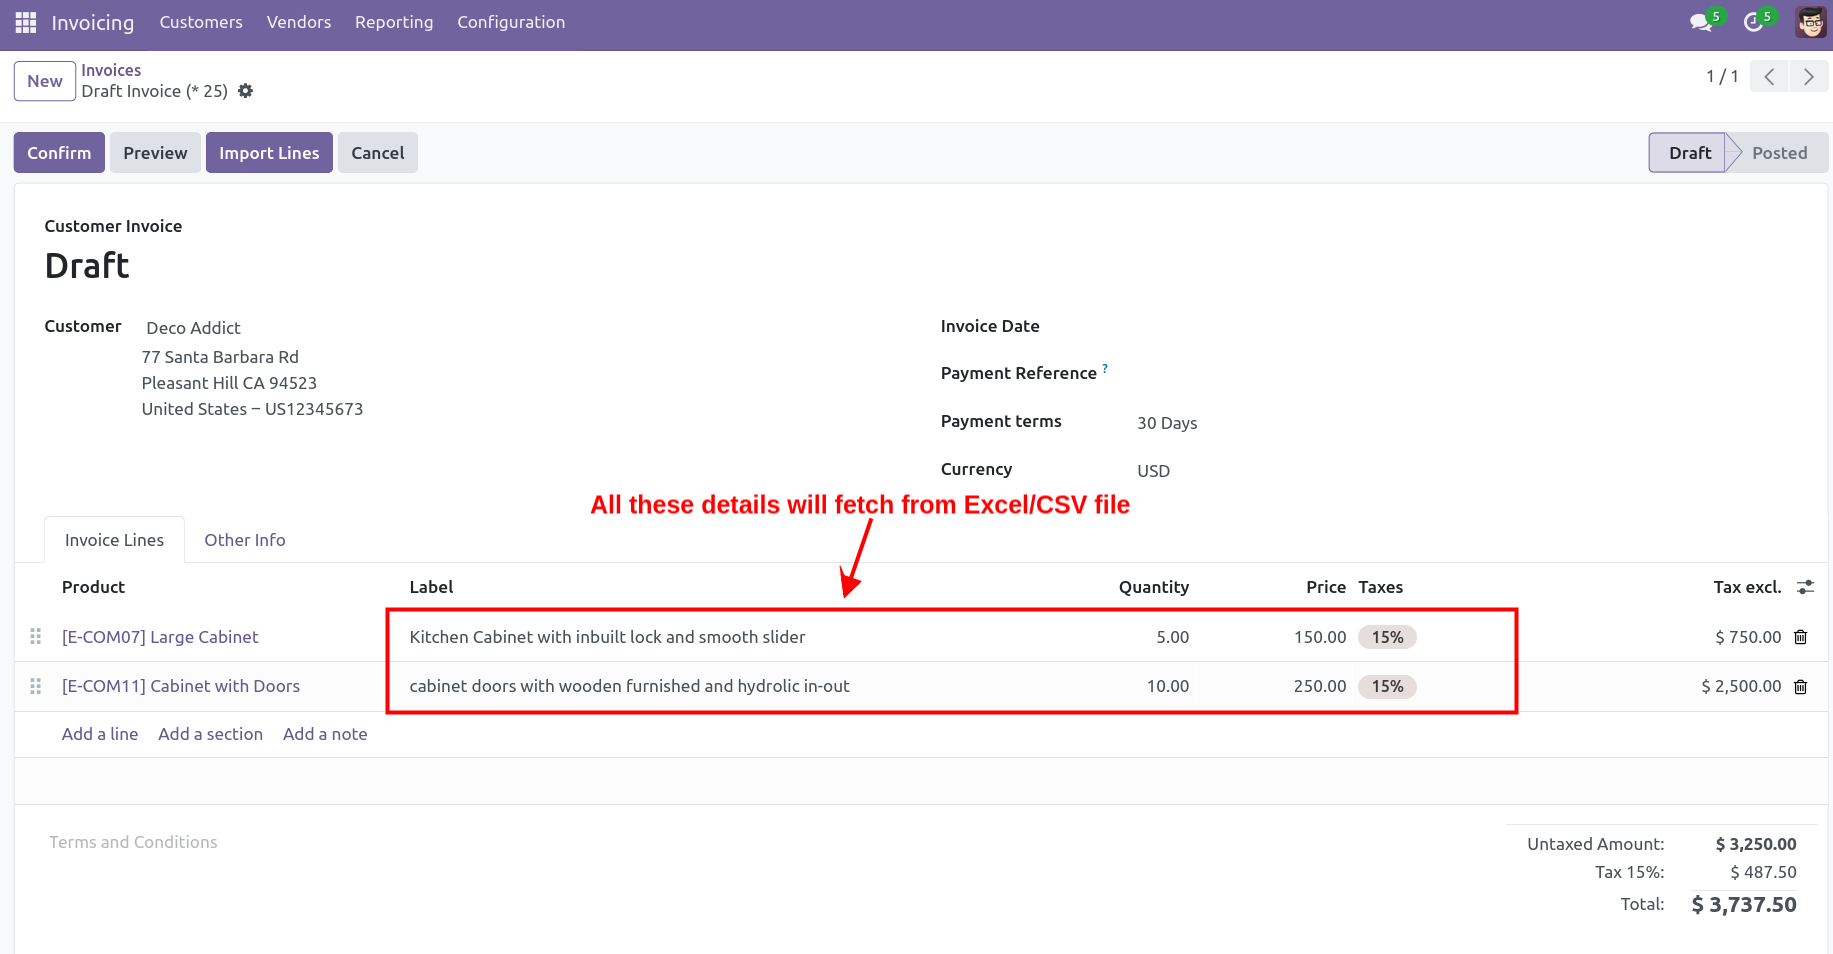 Invoicing Customers Vendors Reporting Configuration 5 5
New Invoices
Draft Invoice (* 25) 1 / 1
Confirm Preview Import Lines Cancel Draft Posted
Customer Invoice
Draft
Customer Deco Addict Invoice Date
77 Santa Barbara Rd
Pleasant Hill CA 94523
United States – US12345673
Payment Reference ?
Payment terms 30 Days
Currency USD
All these details will fetch from Excel/CSV file
Invoice Lines Other Info
Product Label Quantity Price Taxes Tax excl.
[E-COM07] Large Cabinet Kitchen Cabinet with inbuilt lock and smooth slider 5.00 150.00 15% $ 750.00
[E-COM11] Cabinet with Doors cabinet doors with wooden furnished and hydrolic in-out 10.00 250.00 15% $ 2,500.00
Add a line Add a section Add a note
Terms and Conditions
Untaxed Amount: $ 3,250.00
Tax 15%: $ 487.50
Total: $ 3,737.50